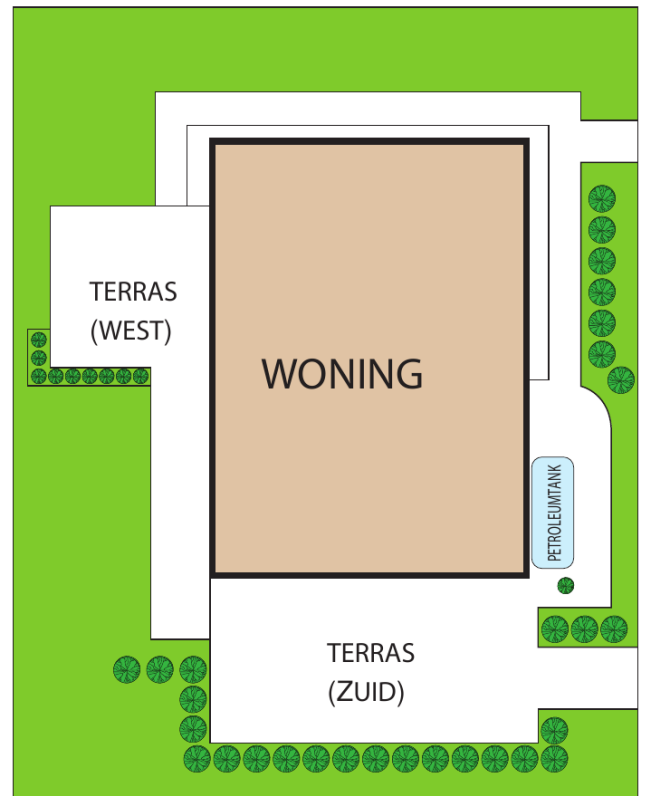 TERRAS
(WEST)
WONING
PETROLEUMTANK
TERRAS
(ZUID)